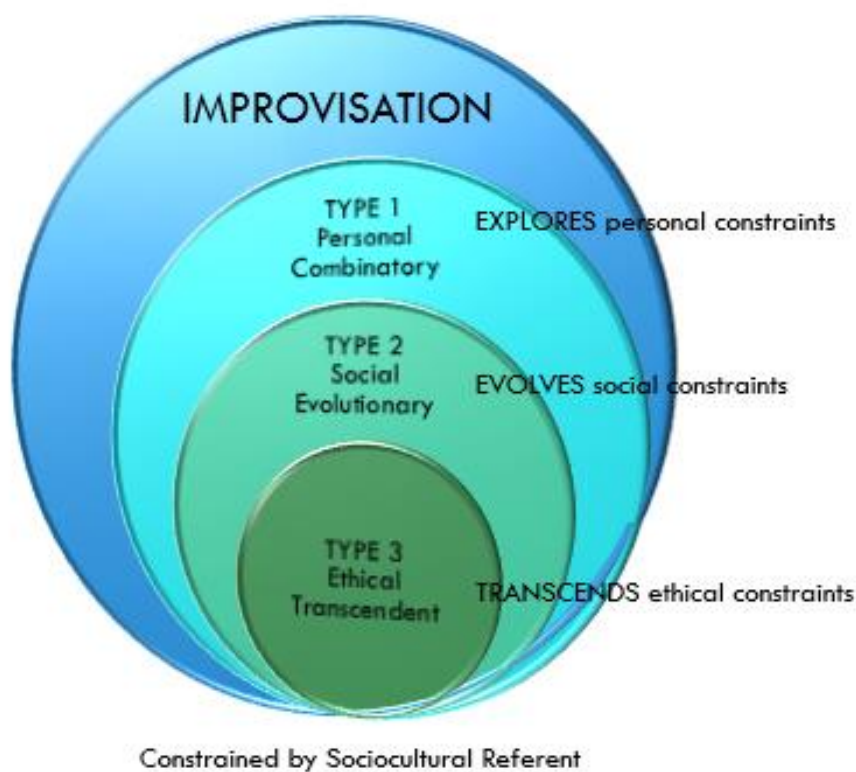 IMPROVISATION
TYPE 1
Personal
Combinatory
EXPLORES personal constraints
TYPE 2
Social
Evolutionary
EVOLVES social constraints
TYPE 3
Ethical
Transcendent
TRANSCENDS ethical constraints
Constrained by Sociocultural Referent